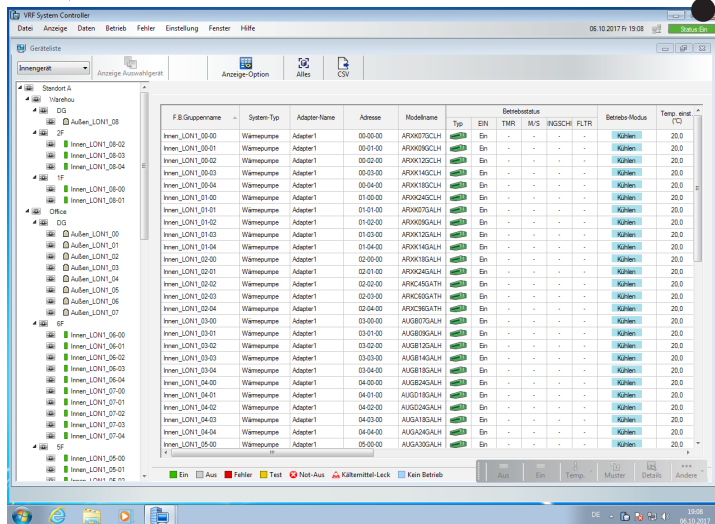 VRF System Controller
Datei Anzeige Daten Betrieb Fehler Einstellung Fenster Hilfe 06.10.2017 Fr 19:08 Status:Ein
Geräteliste
Innengerät Anzeige Auswahlgerät Anzeige-Option Alles CSV
Standort A
Warehou
DG
Außen_LON1_08
2F
Innen_LON1_08-02
Innen_LON1_08-03
Innen_LON1_08-04
1F
Innen_LON1_08-00
Innen_LON1_08-01
Office
DG
Außen_LON1_00
Außen_LON1_01
Außen_LON1_02
Außen_LON1_03
Außen_LON1_04
Außen_LON1_05
Außen_LON1_06
Außen_LON1_07
6F
Innen_LON1_06-00
Innen_LON1_06-01
Innen_LON1_06-02
Innen_LON1_06-03
Innen_LON1_06-04
Innen_LON1_07-00
Innen_LON1_07-01
Innen_LON1_07-02
Innen_LON1_07-03
Innen_LON1_07-04
5F
Innen_LON1_05-00
Innen_LON1_05-01
Innen_LON1_05-02
F.B.Gruppenname System-Typ Adapter-Name Adresse Modellname Betriebsstatus Betriebs-Modus Temp. einst. (°C)
Typ EIN TMR M/S INGSCHI FLTR
Innen_LON1_00-00 Wärmepumpe Adapter1 00-00-00 ARXK07GCLH Ein - - - - Kühlen 20,0
Innen_LON1_00-01 Wärmepumpe Adapter1 00-01-00 ARXK09GCLH Ein - - - - Kühlen 20,0
Innen_LON1_00-02 Wärmepumpe Adapter1 00-02-00 ARXK12GCLH Ein - - - - Kühlen 20,0
Innen_LON1_00-03 Wärmepumpe Adapter1 00-03-00 ARXK14GCLH Ein - - - - Kühlen 20,0
Innen_LON1_00-04 Wärmepumpe Adapter1 00-04-00 ARXK18GCLH Ein - - - - Kühlen 20,0
Innen_LON1_01-00 Wärmepumpe Adapter1 01-00-00 ARXK24GCLH Ein - - - - Kühlen 20,0
Innen_LON1_01-01 Wärmepumpe Adapter1 01-01-00 ARXK07GALH Ein - - - - Kühlen 20,0
Innen_LON1_01-02 Wärmepumpe Adapter1 01-02-00 ARXK09GALH Ein - - - - Kühlen 20,0
Innen_LON1_01-03 Wärmepumpe Adapter1 01-03-00 ARXK12GALH Ein - - - - Kühlen 20,0
Innen_LON1_01-04 Wärmepumpe Adapter1 01-04-00 ARXK14GALH Ein - - - - Kühlen 20,0
Innen_LON1_02-00 Wärmepumpe Adapter1 02-00-00 ARXK18GALH Ein - - - - Kühlen 20,0
Innen_LON1_02-01 Wärmepumpe Adapter1 02-01-00 ARXK24GALH Ein - - - - Kühlen 20,0
Innen_LON1_02-02 Wärmepumpe Adapter1 02-02-00 ARKC45GATH Ein - - - - Kühlen 20,0
Innen_LON1_02-03 Wärmepumpe Adapter1 02-03-00 ARKC60GATH Ein - - - - Kühlen 20,0
Innen_LON1_02-04 Wärmepumpe Adapter1 02-04-00 ARXC96GATH Ein - - - - Kühlen 20,0
Innen_LON1_03-00 Wärmepumpe Adapter1 03-00-00 AUGB07GALH Ein - - - - Kühlen 20,0
Innen_LON1_03-01 Wärmepumpe Adapter1 03-01-00 AUGB09GALH Ein - - - - Kühlen 20,0
Innen_LON1_03-02 Wärmepumpe Adapter1 03-02-00 AUGB12GALH Ein - - - - Kühlen 20,0
Innen_LON1_03-03 Wärmepumpe Adapter1 03-03-00 AUGB14GALH Ein - - - - Kühlen 20,0
Innen_LON1_03-04 Wärmepumpe Adapter1 03-04-00 AUGB18GALH Ein - - - - Kühlen 20,0
Innen_LON1_04-00 Wärmepumpe Adapter1 04-00-00 AUGB24GALH Ein - - - - Kühlen 20,0
Innen_LON1_04-01 Wärmepumpe Adapter1 04-01-00 AUGD18GALH Ein - - - - Kühlen 20,0
Innen_LON1_04-02 Wärmepumpe Adapter1 04-02-00 AUGD24GALH Ein - - - - Kühlen 20,0
Innen_LON1_04-03 Wärmepumpe Adapter1 04-03-00 AUGA18GALH Ein - - - - Kühlen 20,0
Innen_LON1_04-04 Wärmepumpe Adapter1 04-04-00 AUGA24GALH Ein - - - - Kühlen 20,0
Innen_LON1_05-00 Wärmepumpe Adapter1 05-00-00 AUGA30GALH Ein - - - - Kühlen 20,0
Ein Aus Fehler Test Not-Aus Kältemittel-Leck Kein Betrieb Aus Ein Temp. Muster Details Andere
DE 19:08
06.10.2017